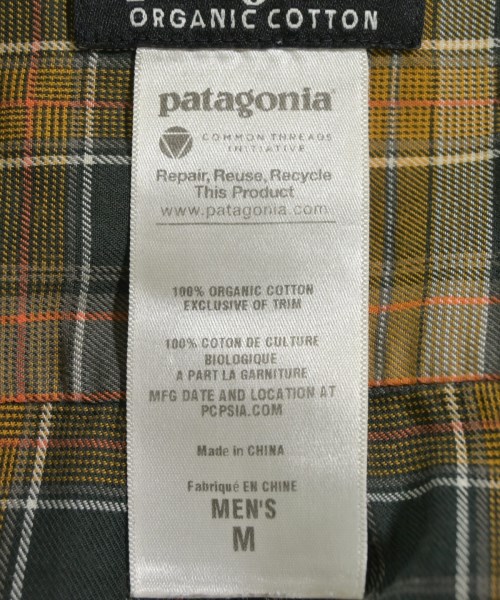 ORGANIC COTTON
patagonia
COMMON THREADS
INITIATIVE
Repair, Reuse, Recycle
This Product
www.patagonia.com
100% ORGANIC COTTON
EXCLUSIVE OF TRIM
100% COTON DE CULTURE
BIOLOGIQUE
A PART LA GARNITURE
MFG DATE AND LOCATION AT
PCPSIA.COM
Made in CHINA
Fabriqué EN CHINE
MEN'S
M